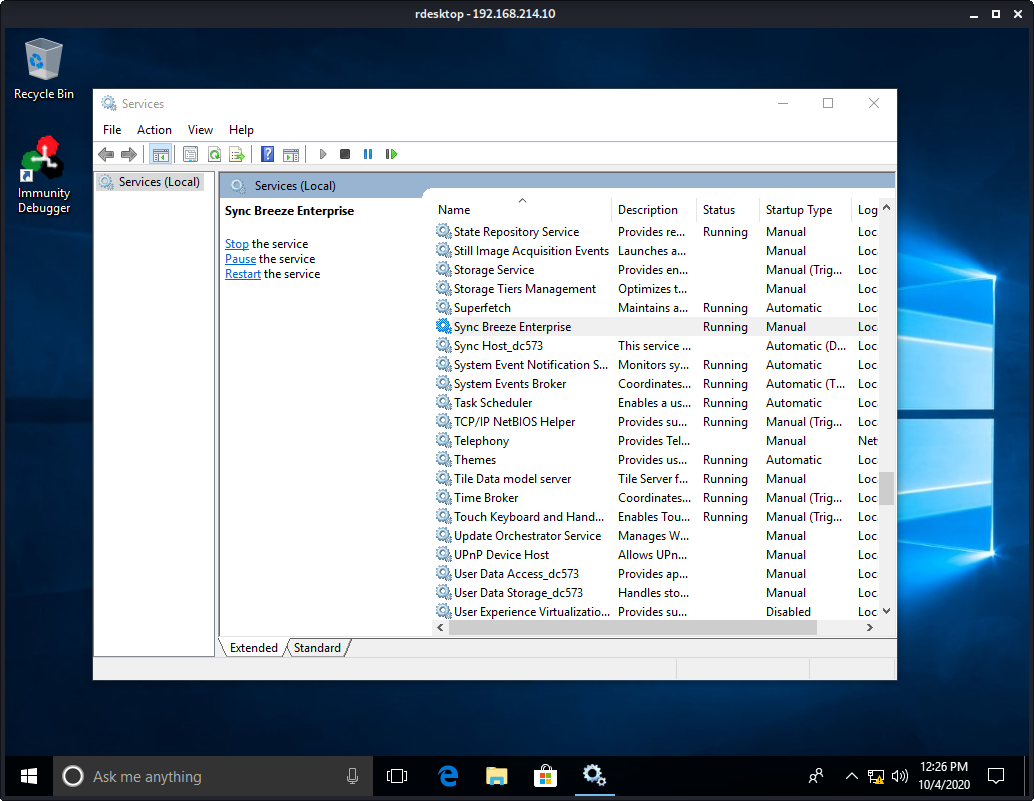 rdesktop - 192.168.214.10
Recycle Bin
Immunity
Debugger
Services
File Action View Help
Services (Local)
Services (Local)
Sync Breeze Enterprise
Stop the service
Pause the service
Restart the service
Name Description Status Startup Type Log
State Repository Service Provides re... Running Manual Loc
Still Image Acquisition Events Launches a... Manual Loc
Storage Service Provides en... Manual (Trig... Loc
Storage Tiers Management Optimizes t... Manual Loc
Superfetch Maintains a... Running Automatic Loc
Sync Breeze Enterprise Running Manual Loc
Sync Host_dc573 This service ... Automatic (D... Loc
System Event Notification S... Monitors sy... Running Automatic Loc
System Events Broker Coordinates... Running Automatic (T... Loc
Task Scheduler Enables a us... Running Automatic Loc
TCP/IP NetBIOS Helper Provides su... Running Manual (Trig... Loc
Telephony Provides Tel... Manual Net
Themes Provides us... Running Automatic Loc
Tile Data model server Tile Server f... Running Manual Loc
Time Broker Coordinates... Running Manual (Trig... Loc
Touch Keyboard and Hand... Enables Tou... Running Manual (Trig... Loc
Update Orchestrator Service Manages W... Manual Loc
UPnP Device Host Allows UPn... Manual Loc
User Data Access_dc573 Provides ap... Manual Loc
User Data Storage_dc573 Handles sto... Manual Loc
User Experience Virtualizatio... Provides su... Disabled Loc
Extended Standard
Ask me anything
12:26 PM
10/4/2020